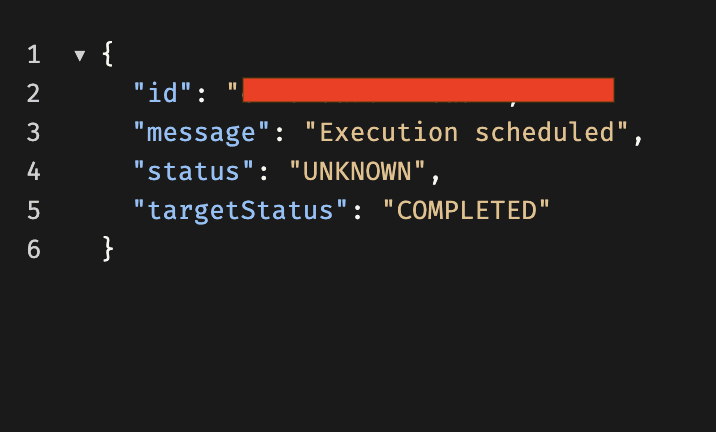 1 ▼ {
2 "id": "
3 "message": "Execution scheduled",
4 "status": "UNKNOWN",
5 "targetStatus": "COMPLETED"
6 }